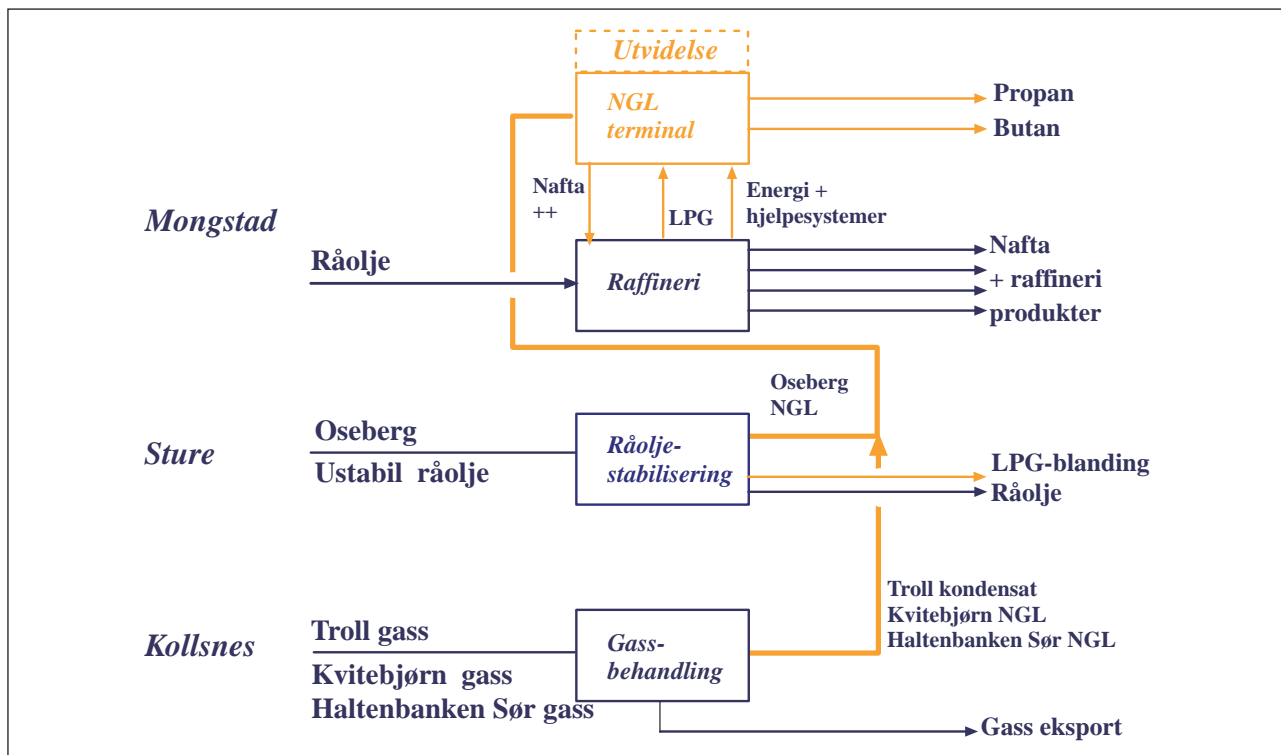 Utvidelse
NGL
terminal
Propan
Butan
Mongstad
Nafta
++
LPG
Energi +
hjelpesystemer
Råolje
Raffineri
Nafta
+ raffineri
produkter
Oseberg
NGL
Sture
Oseberg
Ustabil råolje
Råolje-
stabilisering
LPG-blanding
Råolje
Troll kondensat
Kvitebjørn NGL
Haltenbanken Sør NGL
Kollsnes
Troll gass
Kvitebjørn gass
Haltenbanken Sør gass
Gass-
behandling
Gass eksport